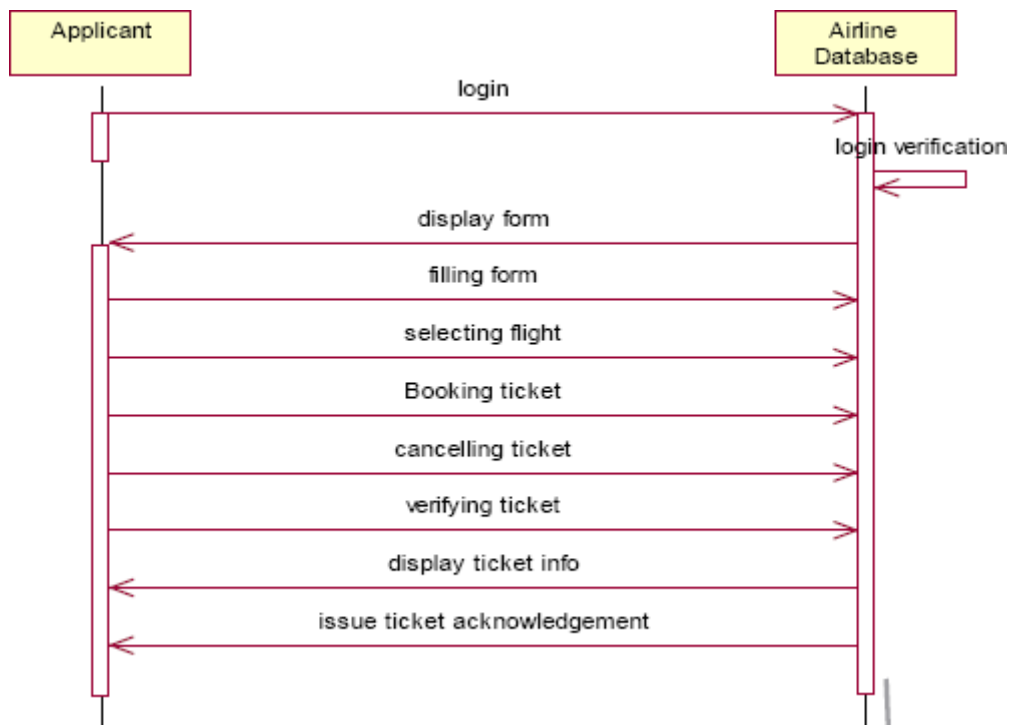 Applicant
Airline
Database
login
login verification
display form
filling form
selecting flight
Booking ticket
cancelling ticket
verifying ticket
display ticket info
issue ticket acknowledgement